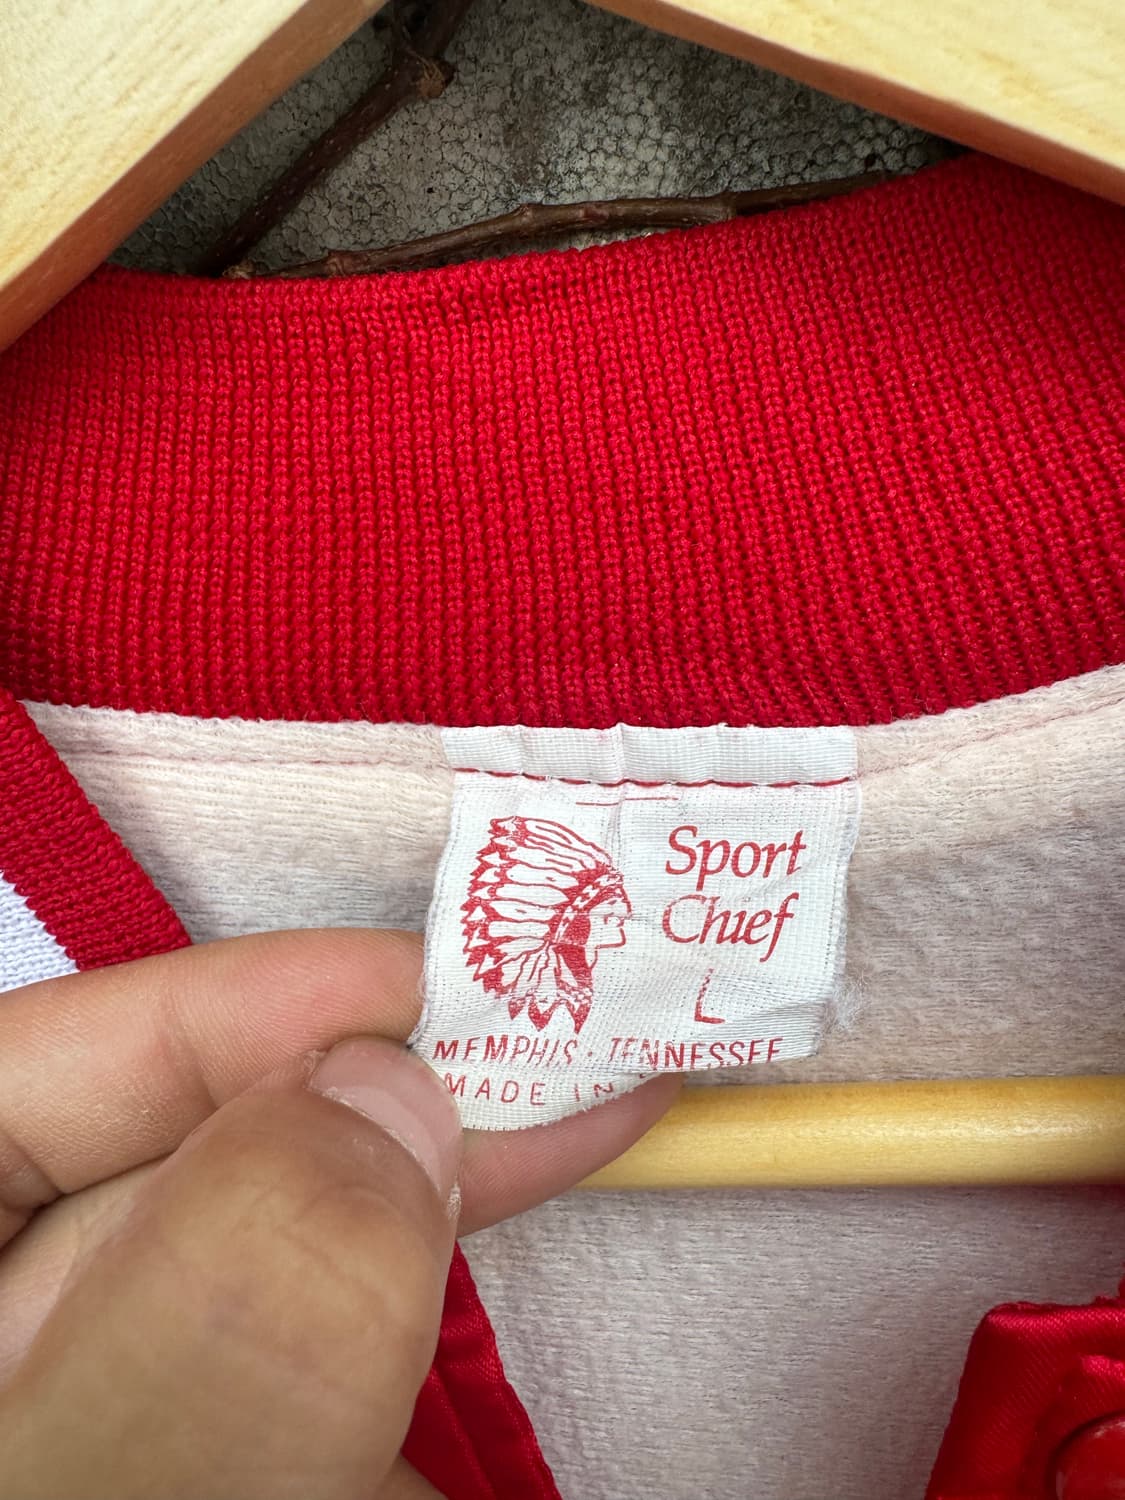 Sport
Chief
L
MEMPHIS · TENNESSEE
MADE IN